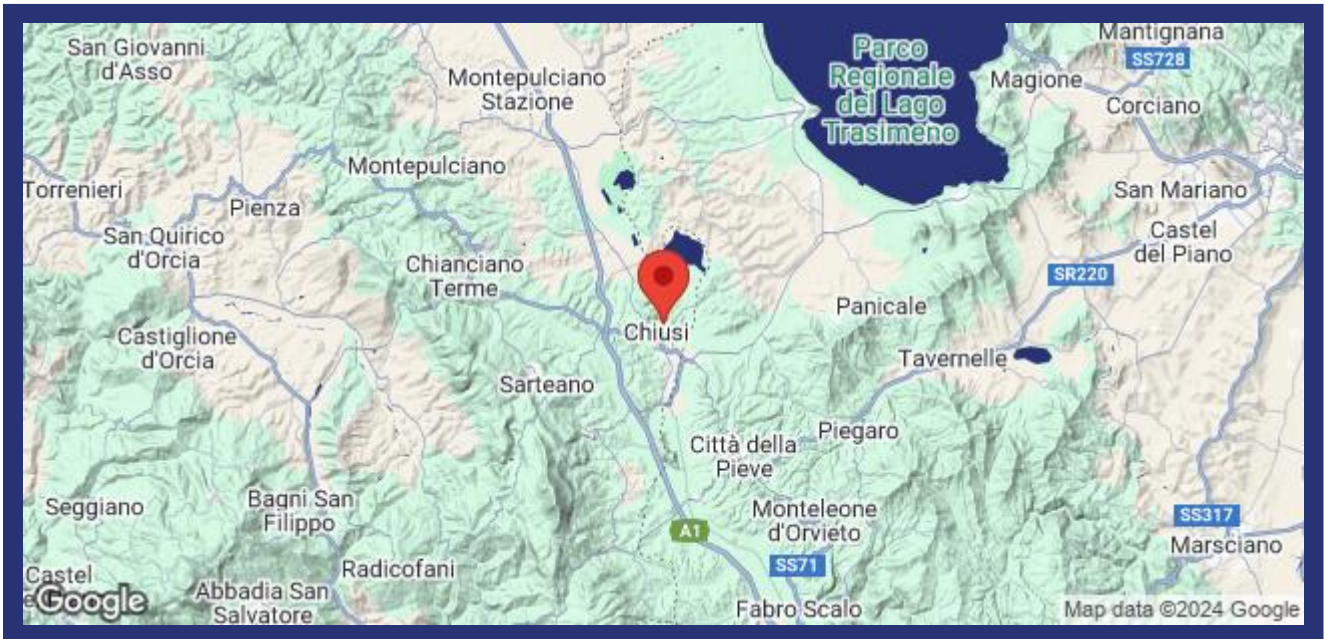 San Giovanni
d'Asso
Montepulciano
Stazione
Parco
Regionale
del Lago
Trasimeno
Mantignana
SS728
Magione
Corciano
Montepulciano
Torrenieri
Pienza
San Mariano
San Quirico
d'Orcia
Castel
del Piano
Chianciano
Terme
SR220
Panicale
Castiglione
d'Orcia
Chiusi
Tavernelle
Sarteano
Città della
Pieve
Piegaro
Seggiano
Bagni San
Filippo
Monteleone
d'Orvieto
SS317
A1
Marsciano
SS71
Radicofani
Castel
Abbadia San
Salvatore
Fabro Scalo
Google
Map data ©2024 Google